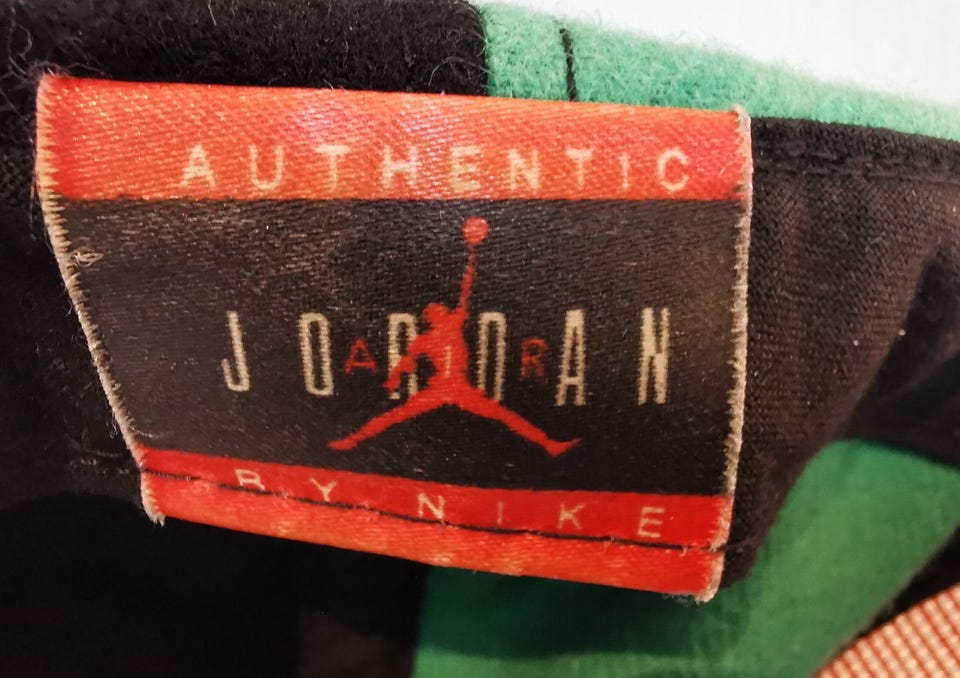 AUTHENTIC
JORDAN
AIR
BY NIKE